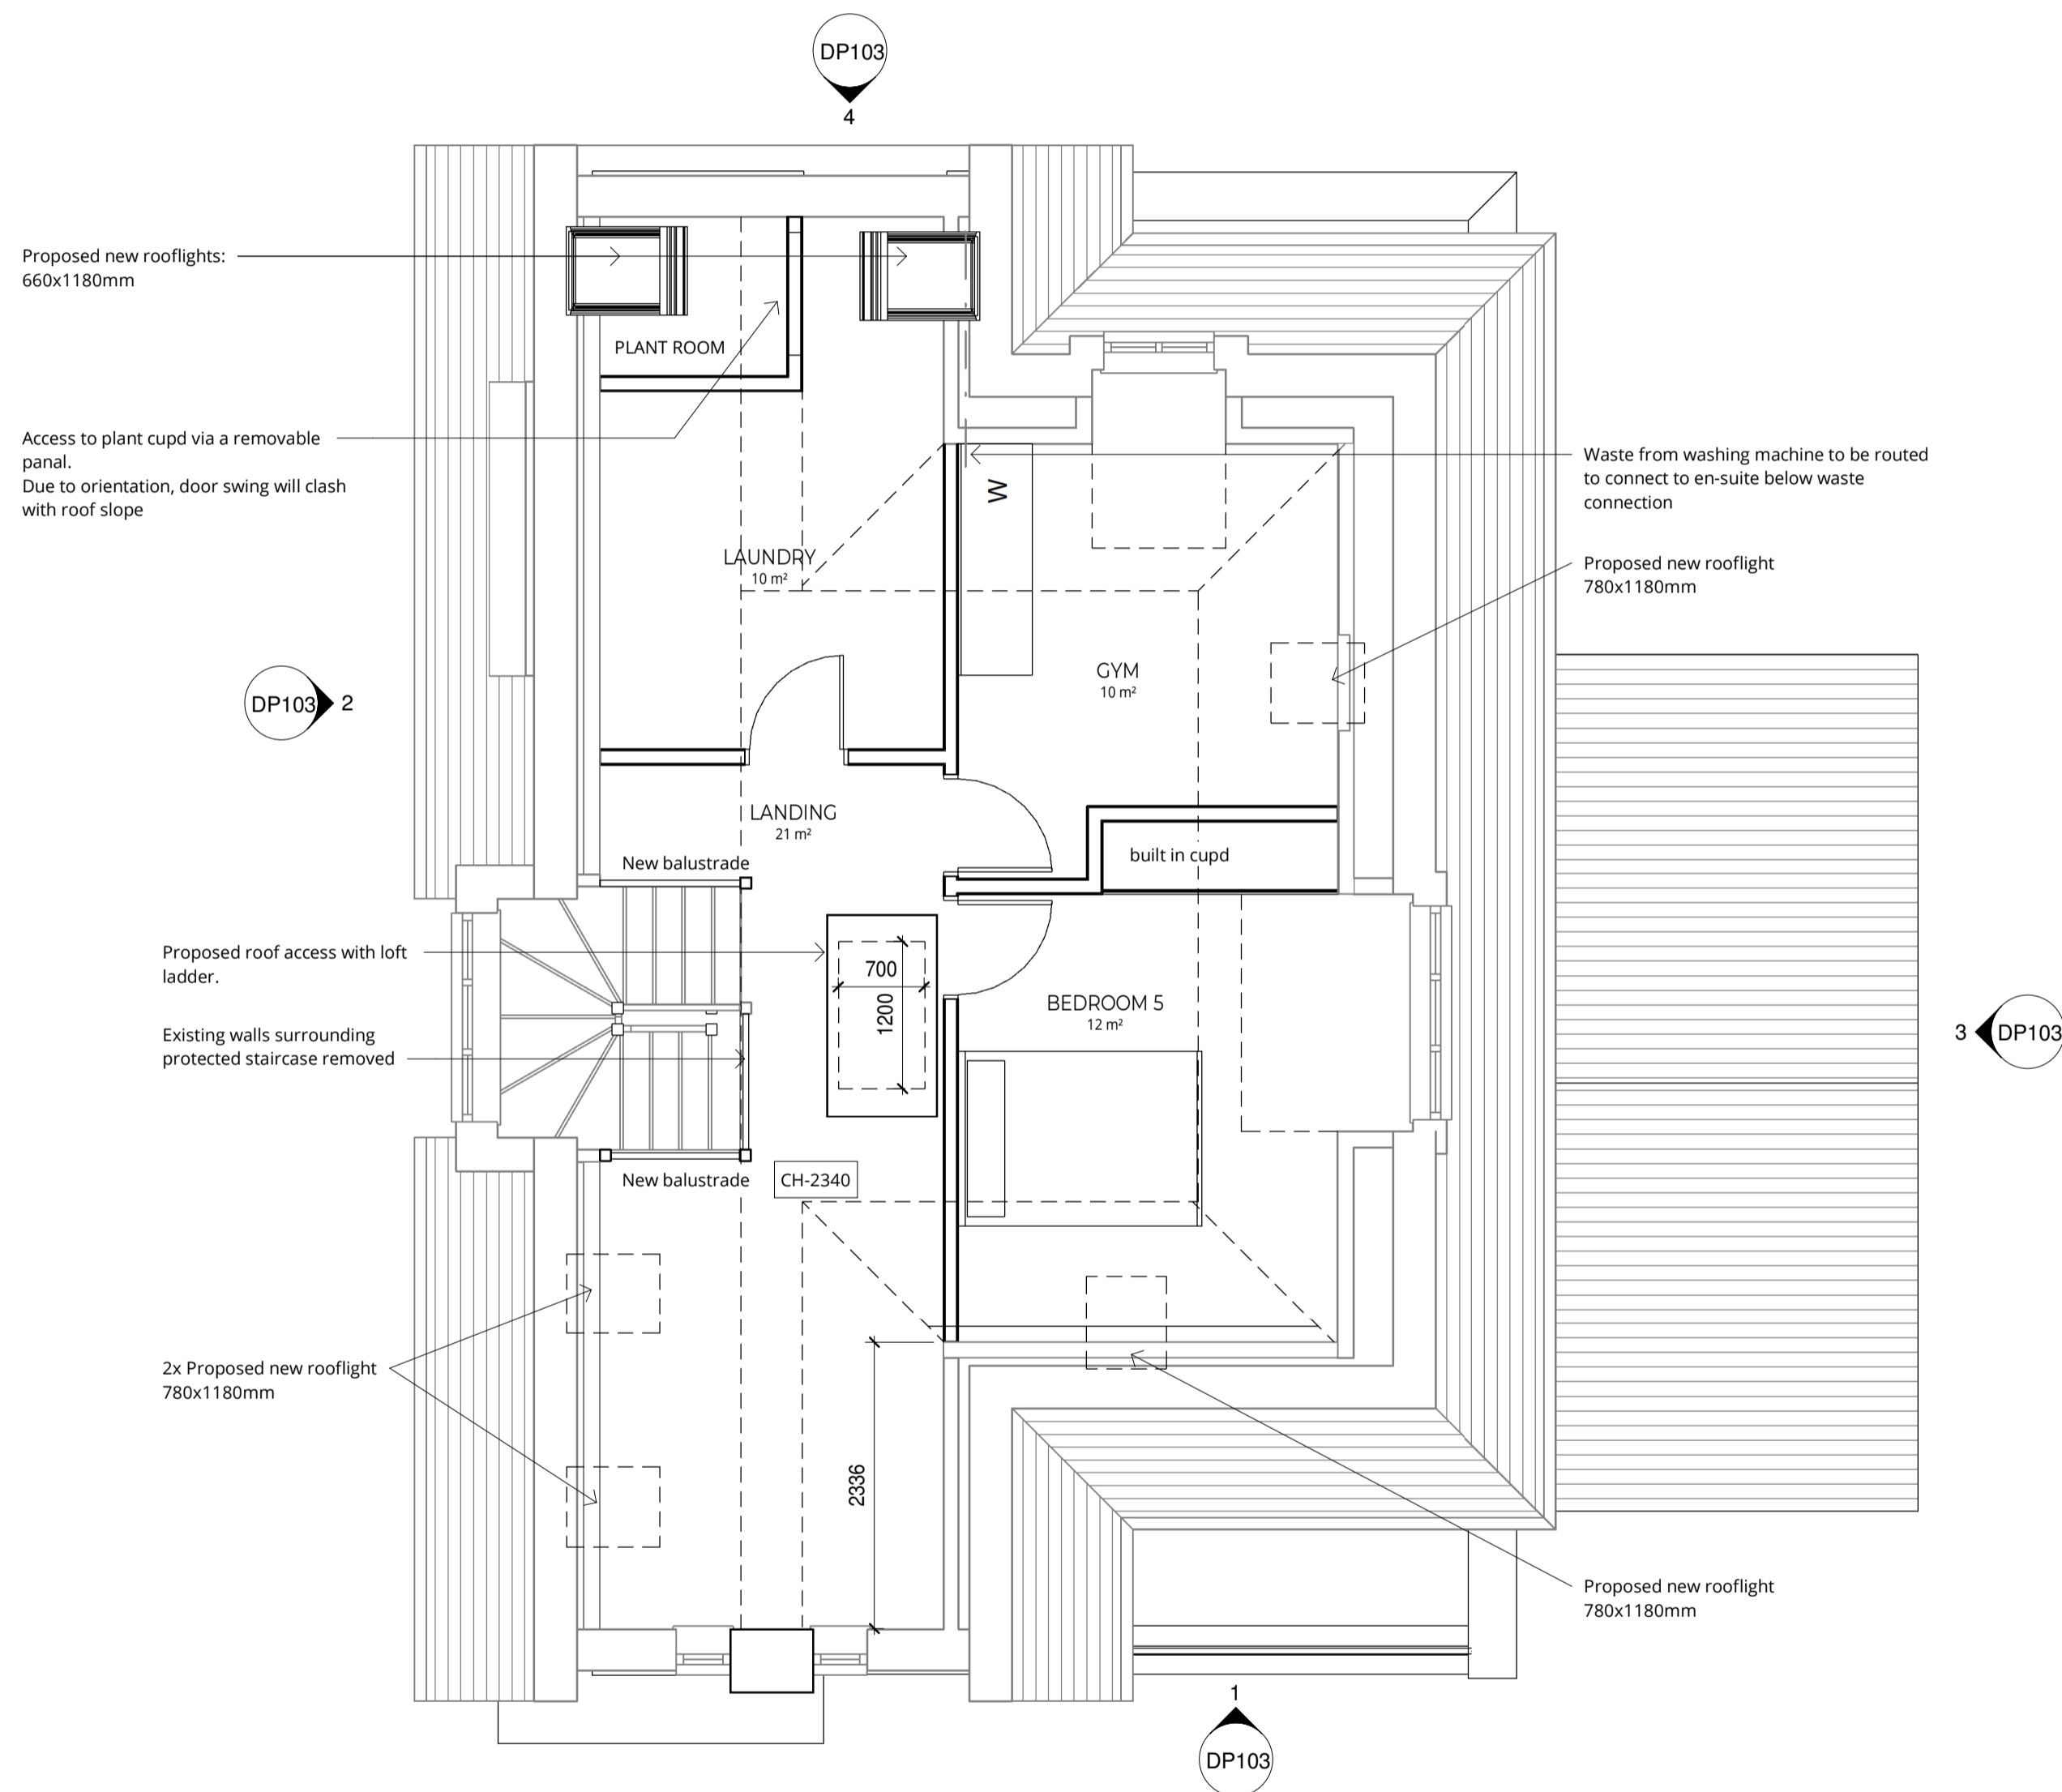 DP103
4
Proposed new rooflights:
660x1180mm
PLANT ROOM
Access to plant cupd via a removable
panal.
Due to orientation, door swing will clash
with roof slope
Waste from washing machine to be routed
to connect to en-suite below waste
connection
W
LAUNDRY
10 m²
Proposed new rooflight
780x1180mm
GYM
10 m²
DP103
2
LANDING
21 m²
built in cupd
New balustrade
Proposed roof access with loft
ladder.
700
1200
BEDROOM 5
12 m²
Existing walls surrounding
protected staircase removed
3
DP103
New balustrade
CH-2340
2x Proposed new rooflight
780x1180mm
2336
Proposed new rooflight
780x1180mm
1
DP103